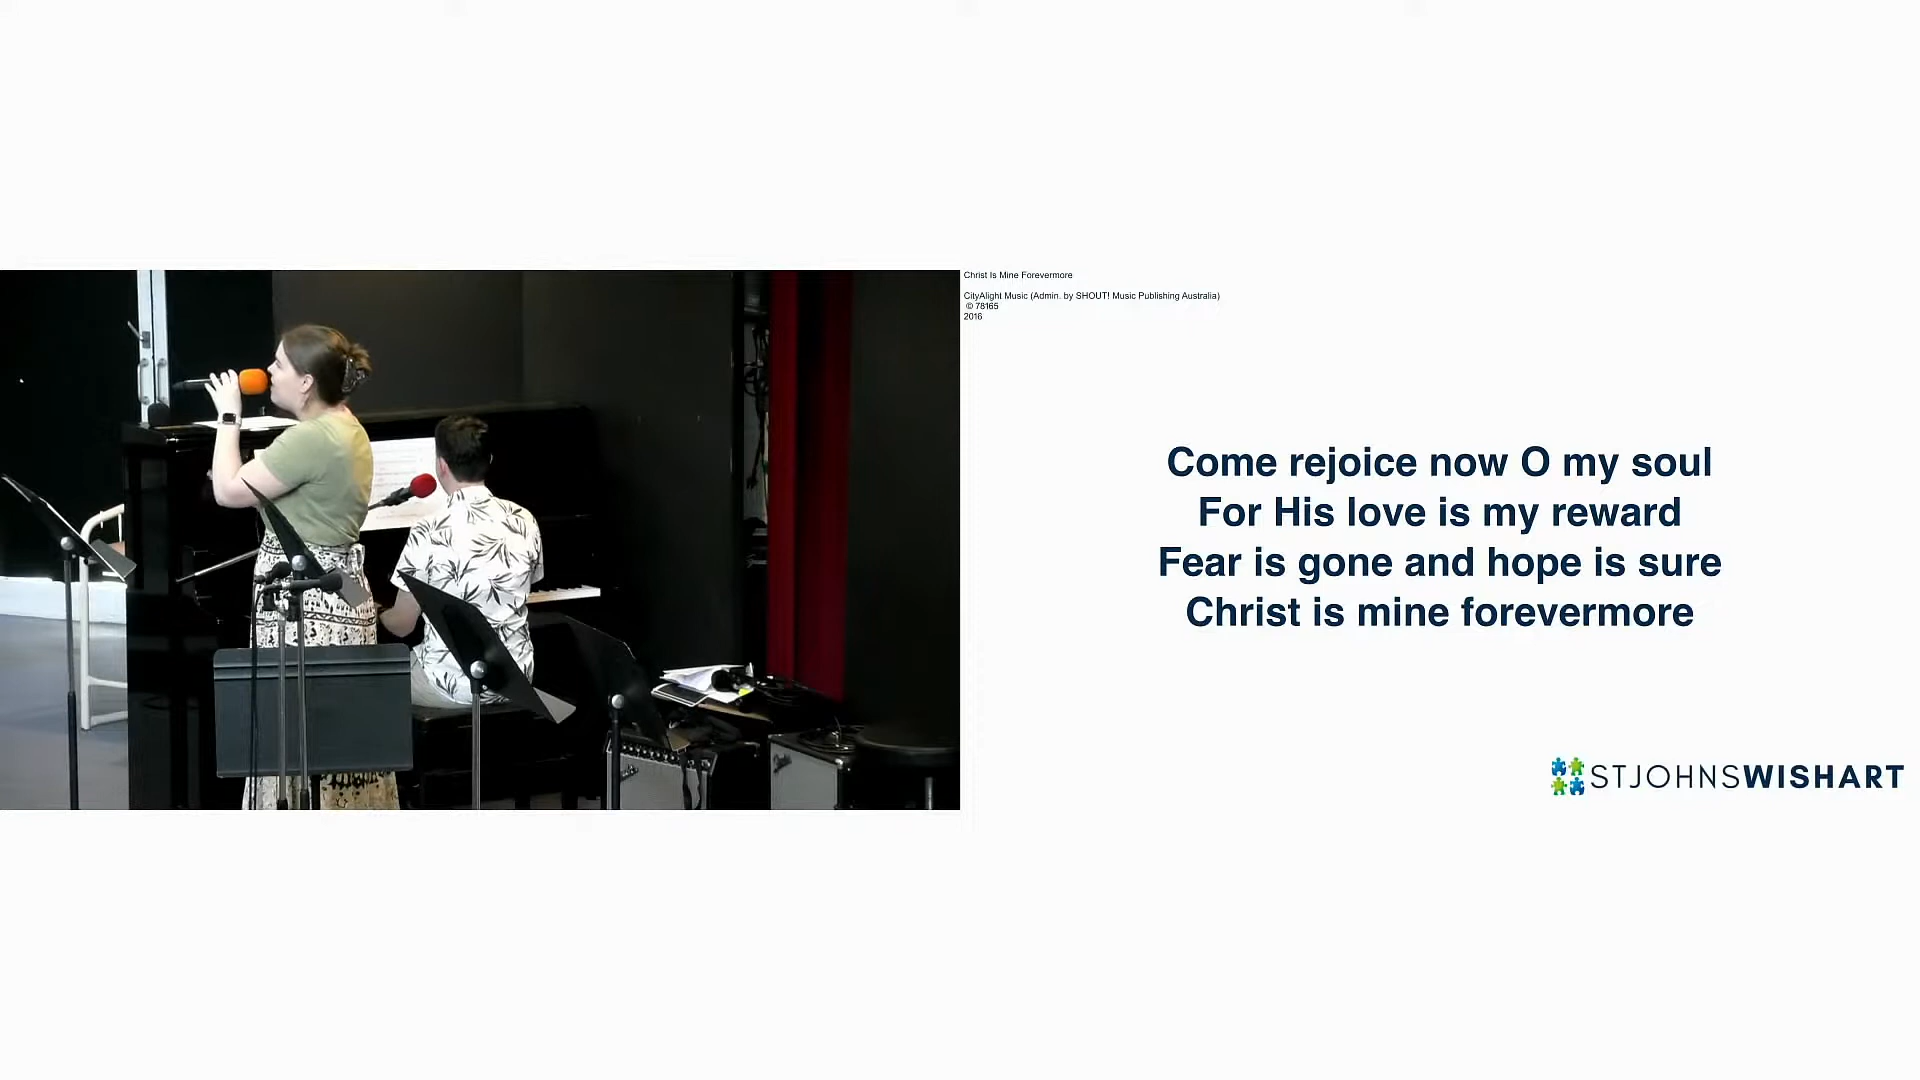 Christ Is Mine Forevermore
CityAlight Music (Admin. by SHOUT! Music Publishing Australia)
© 78165
2016
Come rejoice now O my soul
For His love is my reward
Fear is gone and hope is sure
Christ is mine forevermore
STJOHNSWISHART